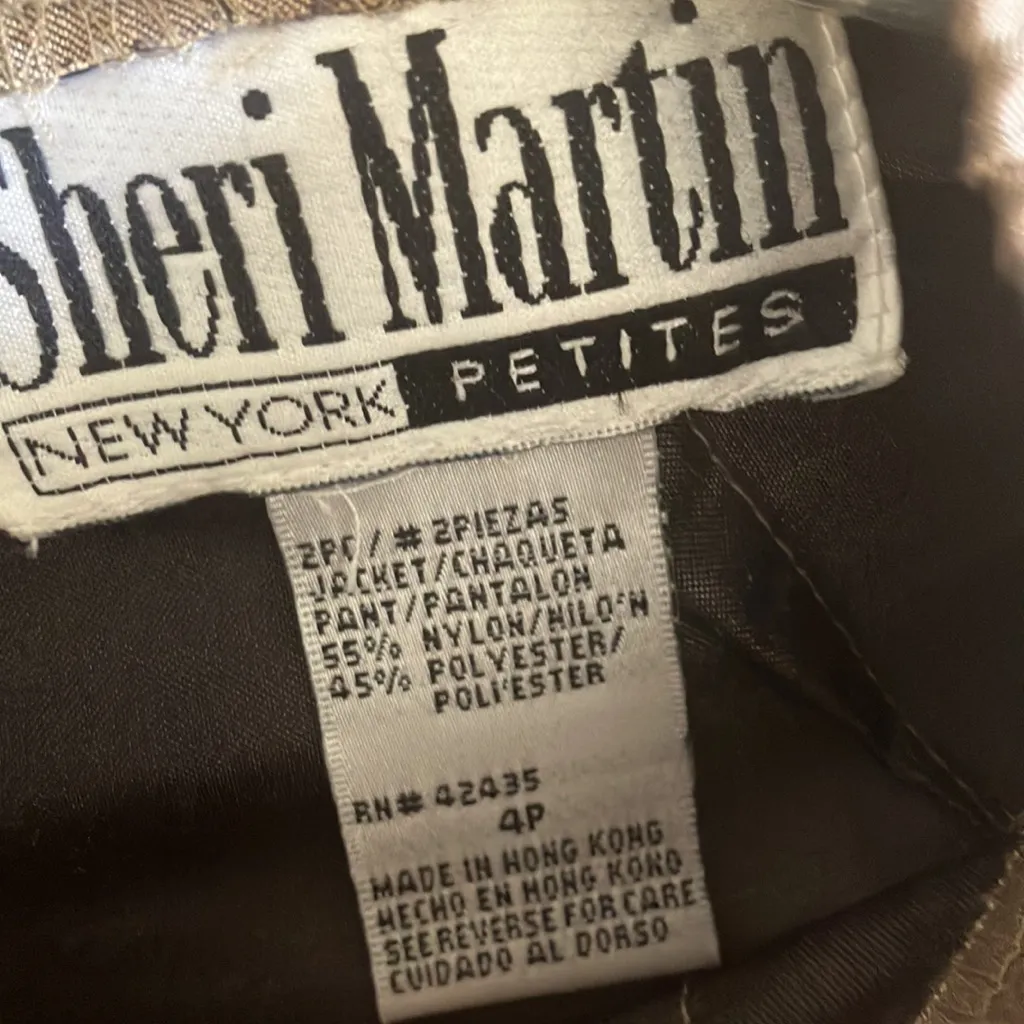 Sheri Martin
NEW YORK PETITES
2PC/# 2PIEZAS
JACKET/CHAQUETA
PANT/PANTALON
55% NYLON/NILO'N
45% POLYESTER/
POLI'ESTER
RN# 42435
4P
MADE IN HONG KONG
HECHO EN HONG KONG
SEE REVERSE FOR CARE
CUIDADO AL DORSO